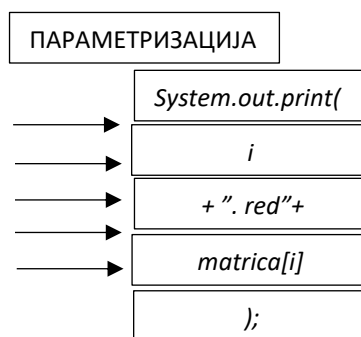 ПАРАМЕТРИЗАЦИЈА
System.out.print(
i
+ ”. red”+
matrica[i]
);